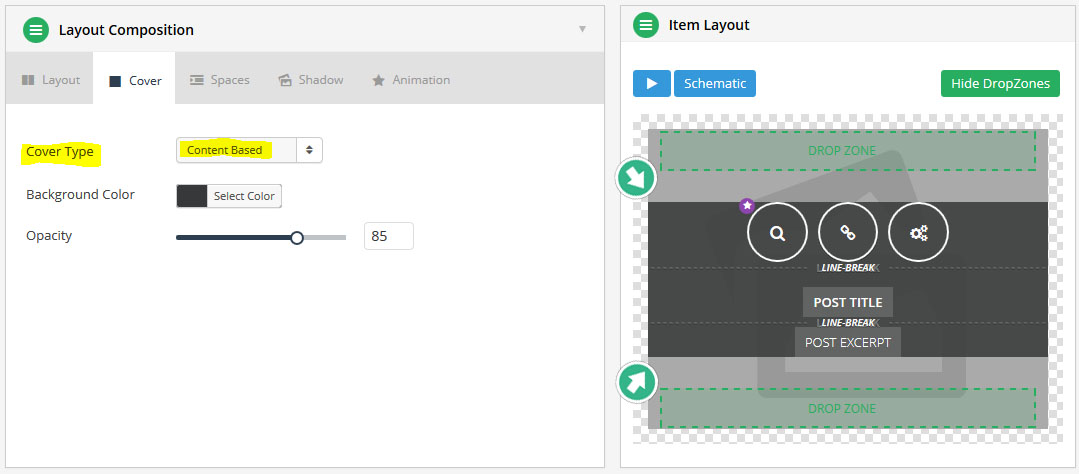 Layout Composition
Layout
Cover
Spaces
Shadow
Animation
Cover Type
Content Based
Background Color
Select Color
Opacity
85
Item Layout
Schematic
Hide DropZones
DROP ZONE
LINE-BREAK
POST TITLE
LINE-BREAK
POST EXCERPT
DROP ZONE